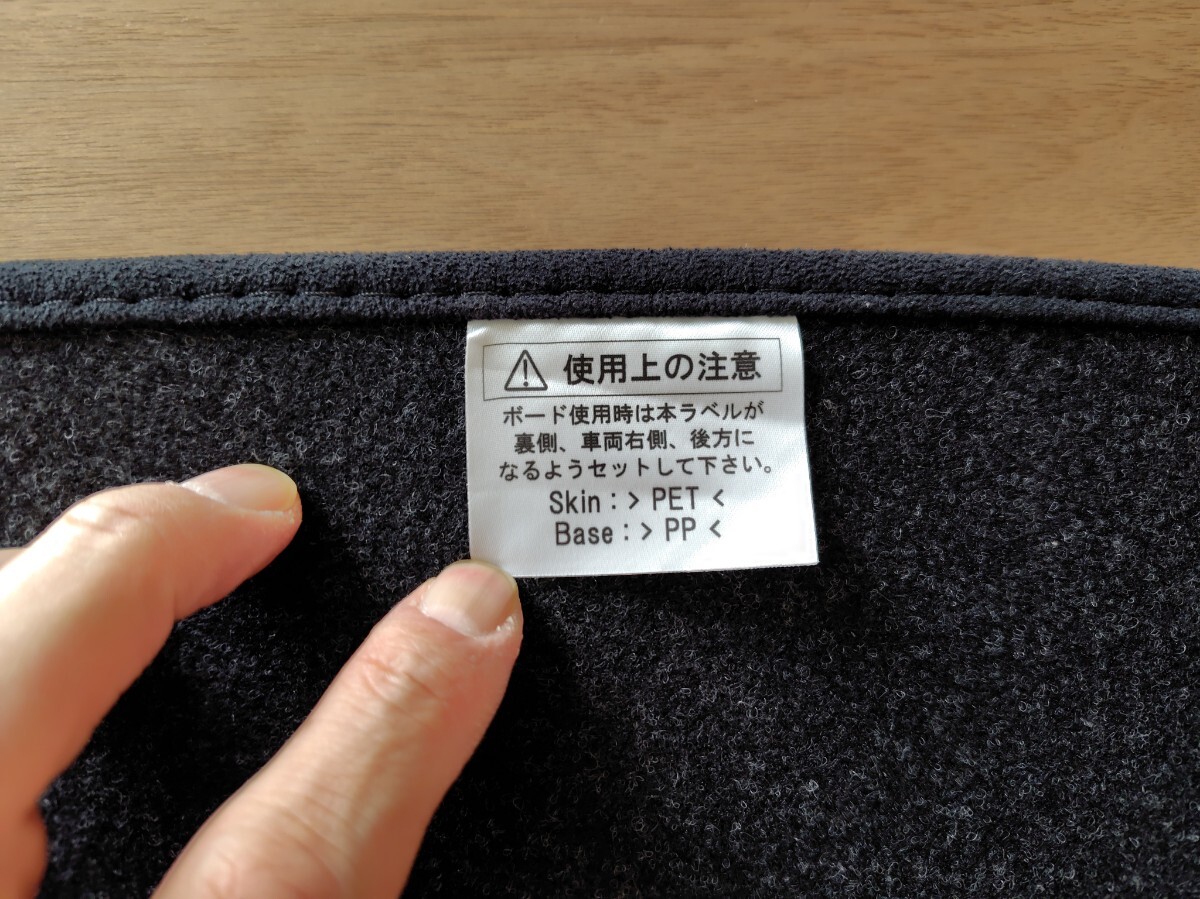 使用上の注意
ボード使用時は本ラベルが
裏側、車両右側、後方に
なるようセットして下さい。
Skin：＞PET＜
Base：＞PP＜